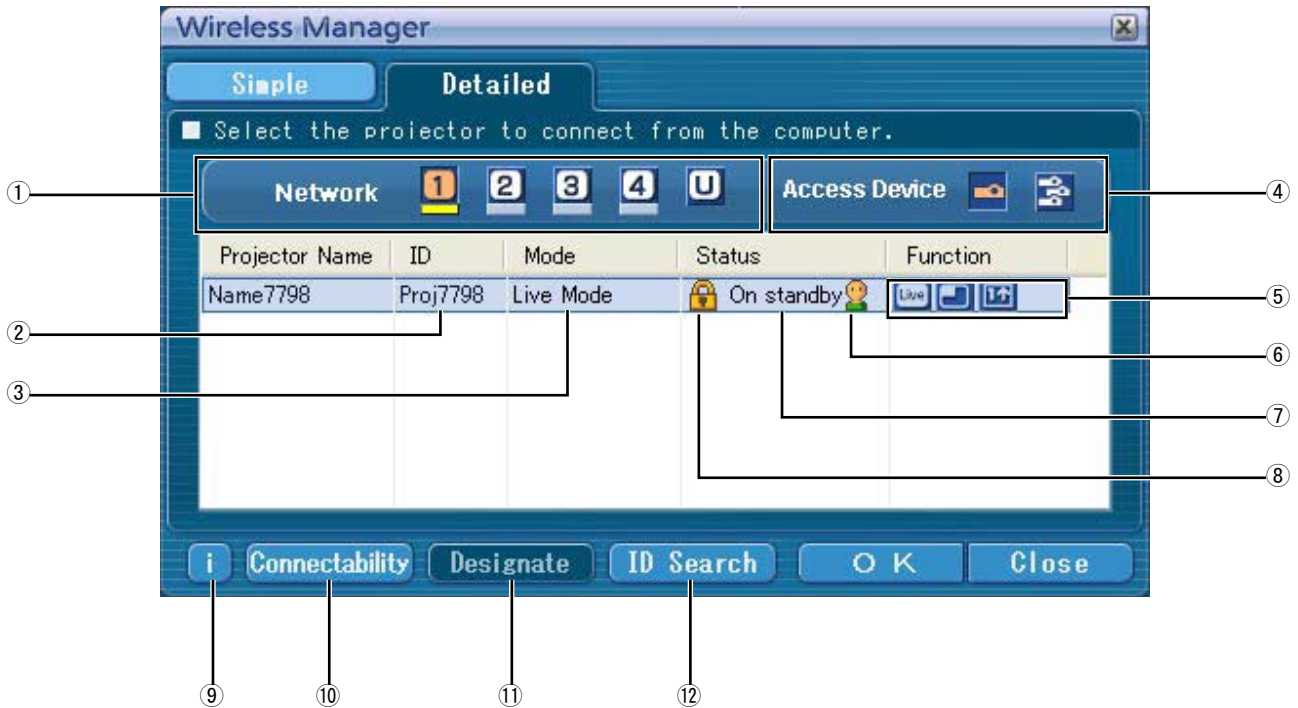 Wireless Manager
Simple Detailed
Select the projector to connect from the computer.
① Network 1 2 3 4 U Access Device ④
Projector Name ID Mode Status Function
Name7798 Proj7798 Live Mode On standby Live ⑤
②
⑥
③
⑦
⑧
i Connectability Designate ID Search OK Close
⑨ ⑩ ⑪ ⑫